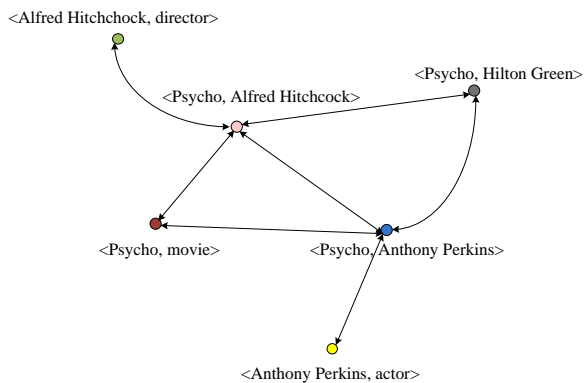 <Alfred Hitchchock, director>
<Psycho, Hilton Green>
<Psycho, Alfred Hitchcock>
<Psycho, movie>
<Psycho, Anthony Perkins>
<Anthony Perkins, actor>